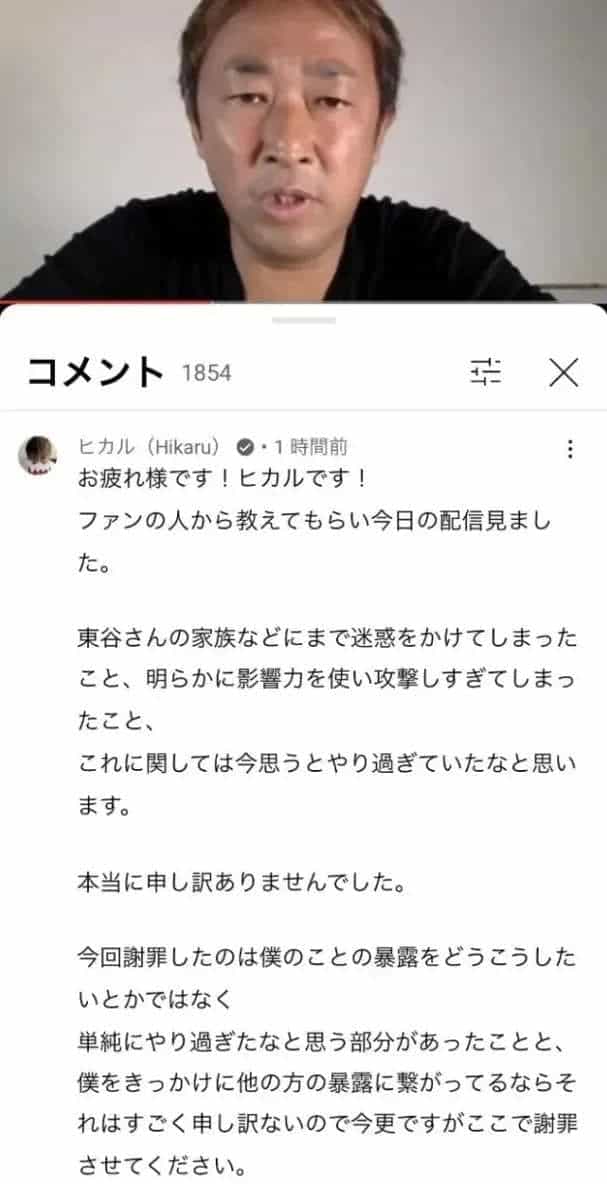 コメント 1854
ヒカル（Hikaru）・1 時間前
お疲れ様です！ヒカルです！
ファンの人から教えてもらい今日の配信見まし
た。
東谷さんの家族などにまで迷惑をかけてしまった
こと、明らかに影響力を使い攻撃しすぎてしまっ
たこと、
これに関しては今思うとやり過ぎていたなと思い
ます。
本当に申し訳ありませんでした。
今回謝罪したのは僕のことの暴露をどうこうした
いとかではなく
単純にやり過ぎたなと思う部分があったことと、
僕をきっかけに他の方の暴露に繋がってるならそ
れはすごく申し訳ないので今更ですがここで謝罪
させてください。